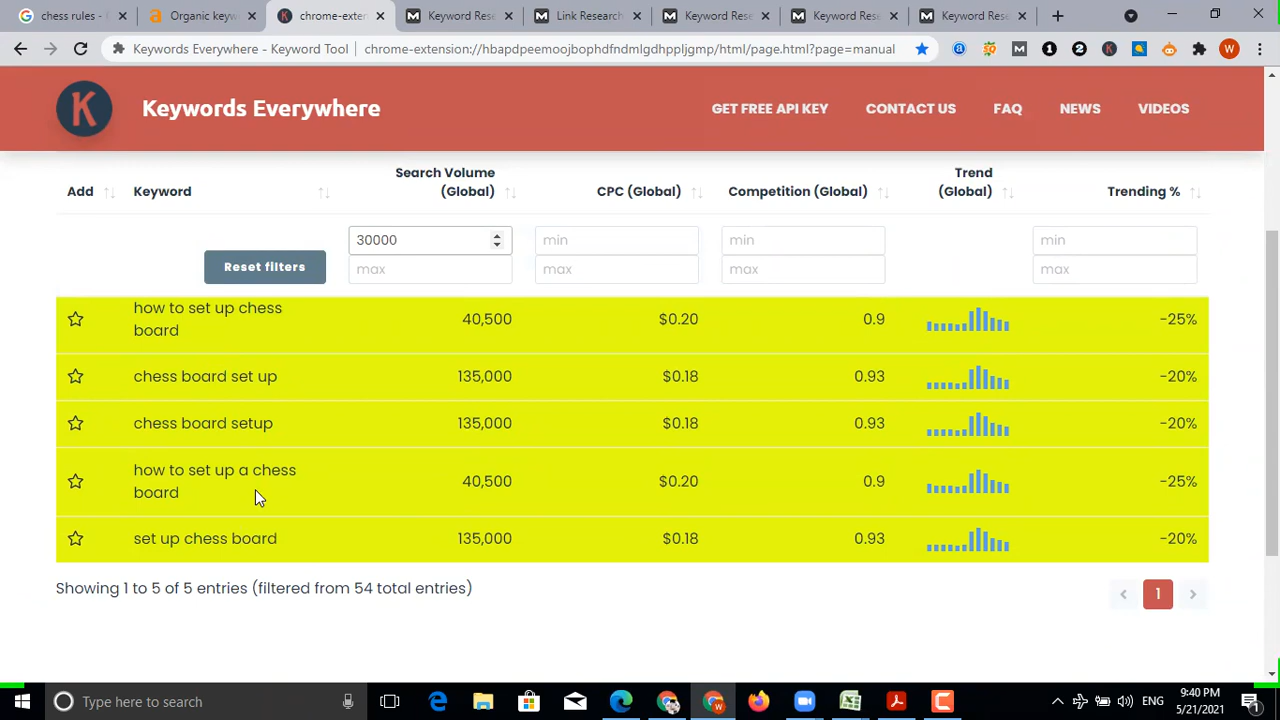 chess rules -
Organic keyw
chrome-exten
Keyword Rese
Link Research
Keyword Rese
Keyword Rese
Keyword Rese
Keywords Everywhere - Keyword Tool
chrome-extension://hbapdpeemoojbophdfndmlgdhppljgmp/html/page.html?page=manual
K Keywords Everywhere
GET FREE API KEY CONTACT US FAQ NEWS VIDEOS
Add Keyword Search Volume (Global) CPC (Global) Competition (Global) Trend (Global) Trending %
30000 min min min
Reset filters
max max max max
how to set up chess board 40,500 $0.20 0.9 -25%
chess board set up 135,000 $0.18 0.93 -20%
chess board setup 135,000 $0.18 0.93 -20%
how to set up a chess board 40,500 $0.20 0.9 -25%
set up chess board 135,000 $0.18 0.93 -20%
Showing 1 to 5 of 5 entries (filtered from 54 total entries)
1
Type here to search
ENG
9:40 PM
5/21/2021